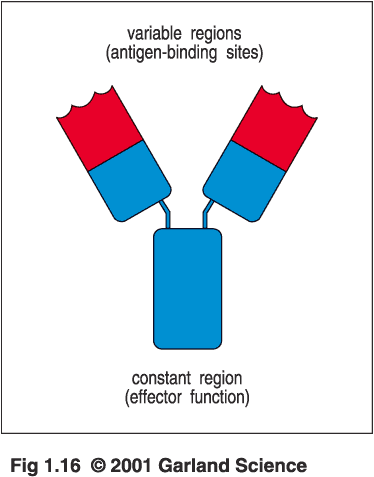 variable regions
(antigen-binding sites)
constant region
(effector function)
Fig 1.16 © 2001 Garland Science